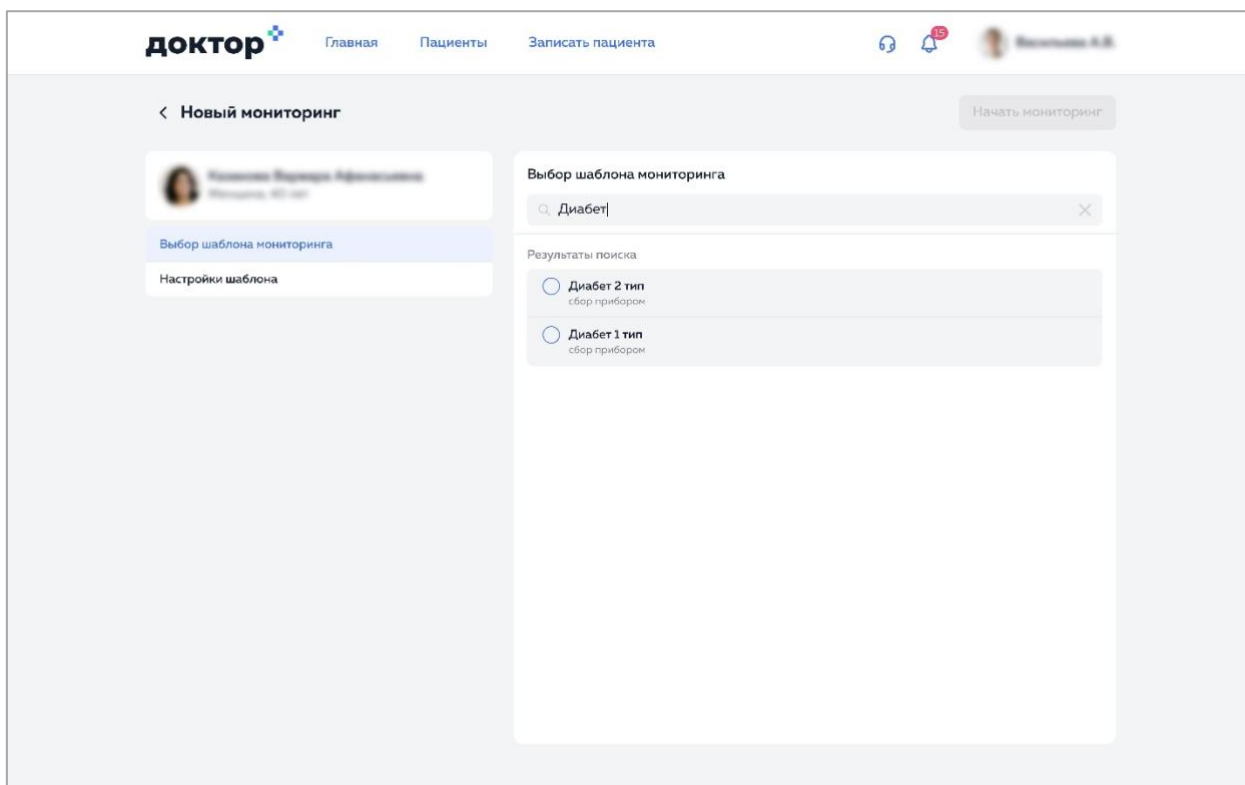 доктор
Главная Пациенты Записать пациента 15
Новый мониторинг
Начать мониторинг
Выбор шаблона мониторинга
Настройки шаблона
Выбор шаблона мониторинга
Диабет
Результаты поиска
Диабет 2 тип
сбор прибором
Диабет 1 тип
сбор прибором